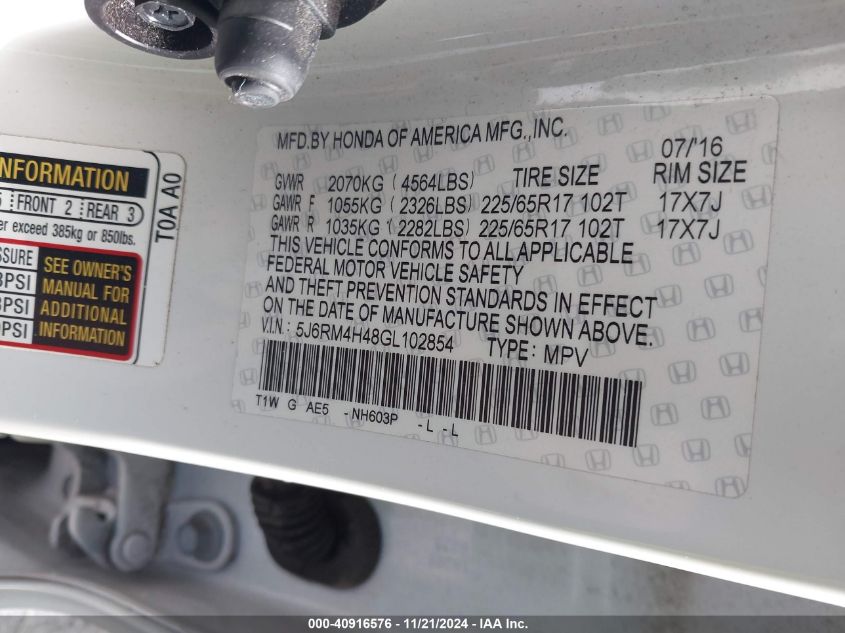 MFD.BY HONDA OF AMERICA MFG.,INC.
07/'16
GVWR 2070KG (4564LBS) TIRE SIZE RIM SIZE
GAWR F 1055KG (2326LBS) 225/65R17 102T 17X7J
GAWR R 1035KG (2282LBS) 225/65R17 102T 17X7J
THIS VEHICLE CONFORMS TO ALL APPLICABLE
FEDERAL MOTOR VEHICLE SAFETY
AND THEFT PREVENTION STANDARDS IN EFFECT
ON THE DATE OF MANUFACTURE SHOWN ABOVE.
V.IN.: 5J6RM4H48GL102854 TYPE: MPV
T1W G AE5 -NH603P -L -L
INFORMATION
FRONT 2 REAR 3
exceed 385kg or 850lbs.
SEE OWNER'S
MANUAL FOR
ADDITIONAL
INFORMATION
T0A A0
000-40916576 - 11/21/2024 - IAA Inc.